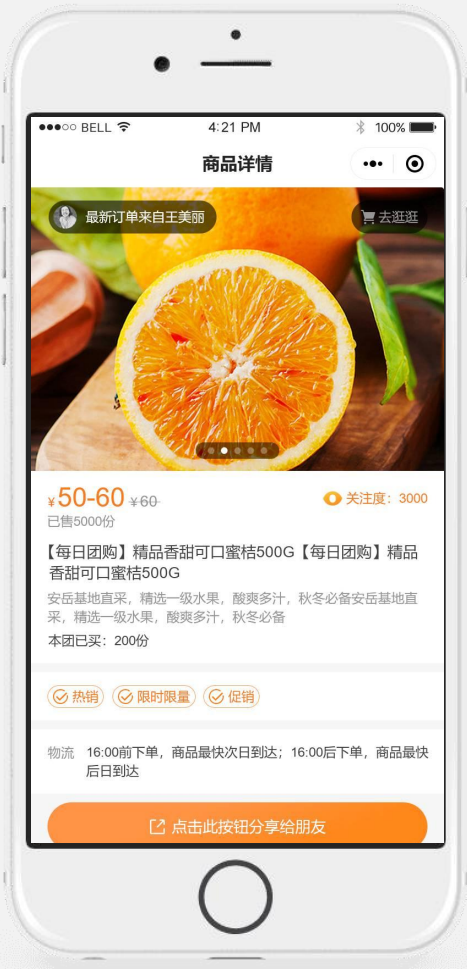 BELL 4:21 PM 100%
商品详情
最新订单来自王美丽 去逛逛
¥50-60 ¥60 关注度：3000
已售5000份
【每日团购】精品香甜可口蜜桔500G【每日团购】精品
香甜可口蜜桔500G
安岳基地直采，精选一级水果，酸爽多汁，秋冬必备安岳基地直
采，精选一级水果，酸爽多汁，秋冬必备
本团已买：200份
热销 限时限量 促销
物流 16:00前下单，商品最快次日到达；16:00后下单，商品最快
后日到达
点击此按钮分享给朋友